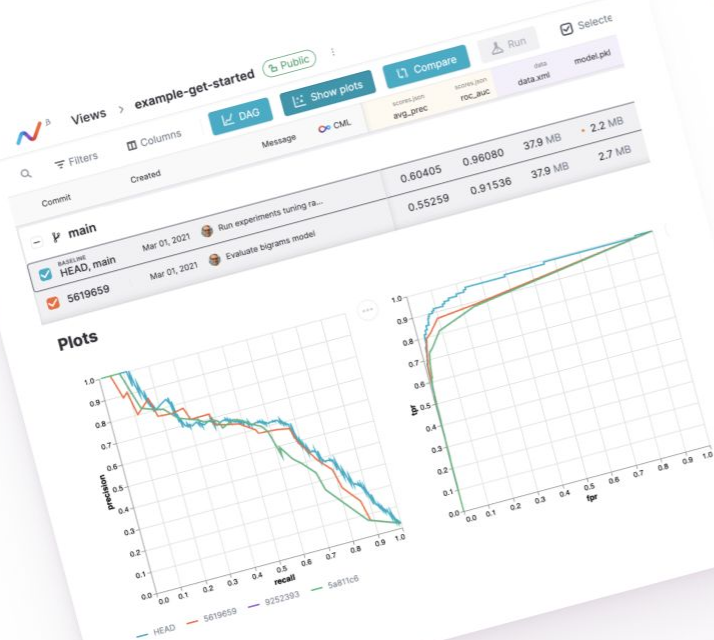 β
Views > example-get-started Public
DAG Show plots Compare Run Selecte
Filters Columns
Commit Created Message CML
scores.json avg_prec scores.json roc_auc data data.xml model.pkl
main
BASELINE
HEAD, main Mar 01, 2021 Run experiments tuning ra... 0.60405 0.96080 37.9 MB 2.2 MB
5619659 Mar 01, 2021 Evaluate bigrams model 0.55259 0.91536 37.9 MB 2.7 MB
Plots
1.0
0.9
0.8
0.7
0.6
0.5
0.4
0.3
0.2
0.1
0.0
precision
0.0 0.1 0.2 0.3 0.4 0.5 0.6 0.7 0.8 0.9 1.0
recall
HEAD 5619659 9252393 5a811c6
1.0
0.9
0.8
0.7
0.6
0.5
0.4
0.3
0.2
0.1
0.0
tpr
0.0 0.1 0.2 0.3 0.4 0.5 0.6 0.7 0.8 0.9 1.0
fpr